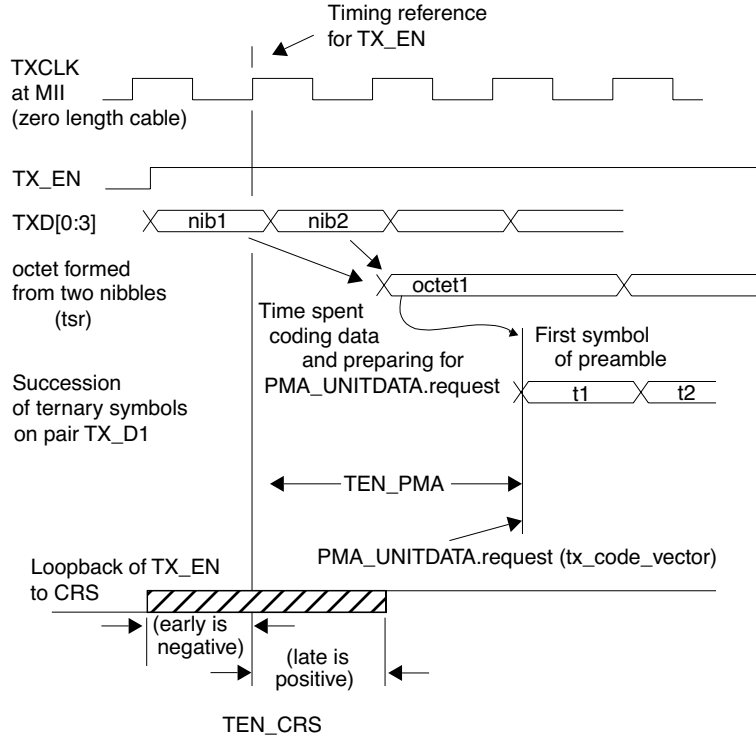 Timing reference
for TX_EN
TXCLK
at MII
(zero length cable)
TX_EN
TXD[0:3]
nib1
nib2
octet formed
from two nibbles
(tsr)
octet1
Time spent
coding data
and preparing for
PMA_UNITDATA.request
First symbol
of preamble
Succession
of ternary symbols
on pair TX_D1
t1
t2
TEN_PMA
PMA_UNITDATA.request (tx_code_vector)
Loopback of TX_EN
to CRS
(early is
negative)
(late is
positive)
TEN_CRS